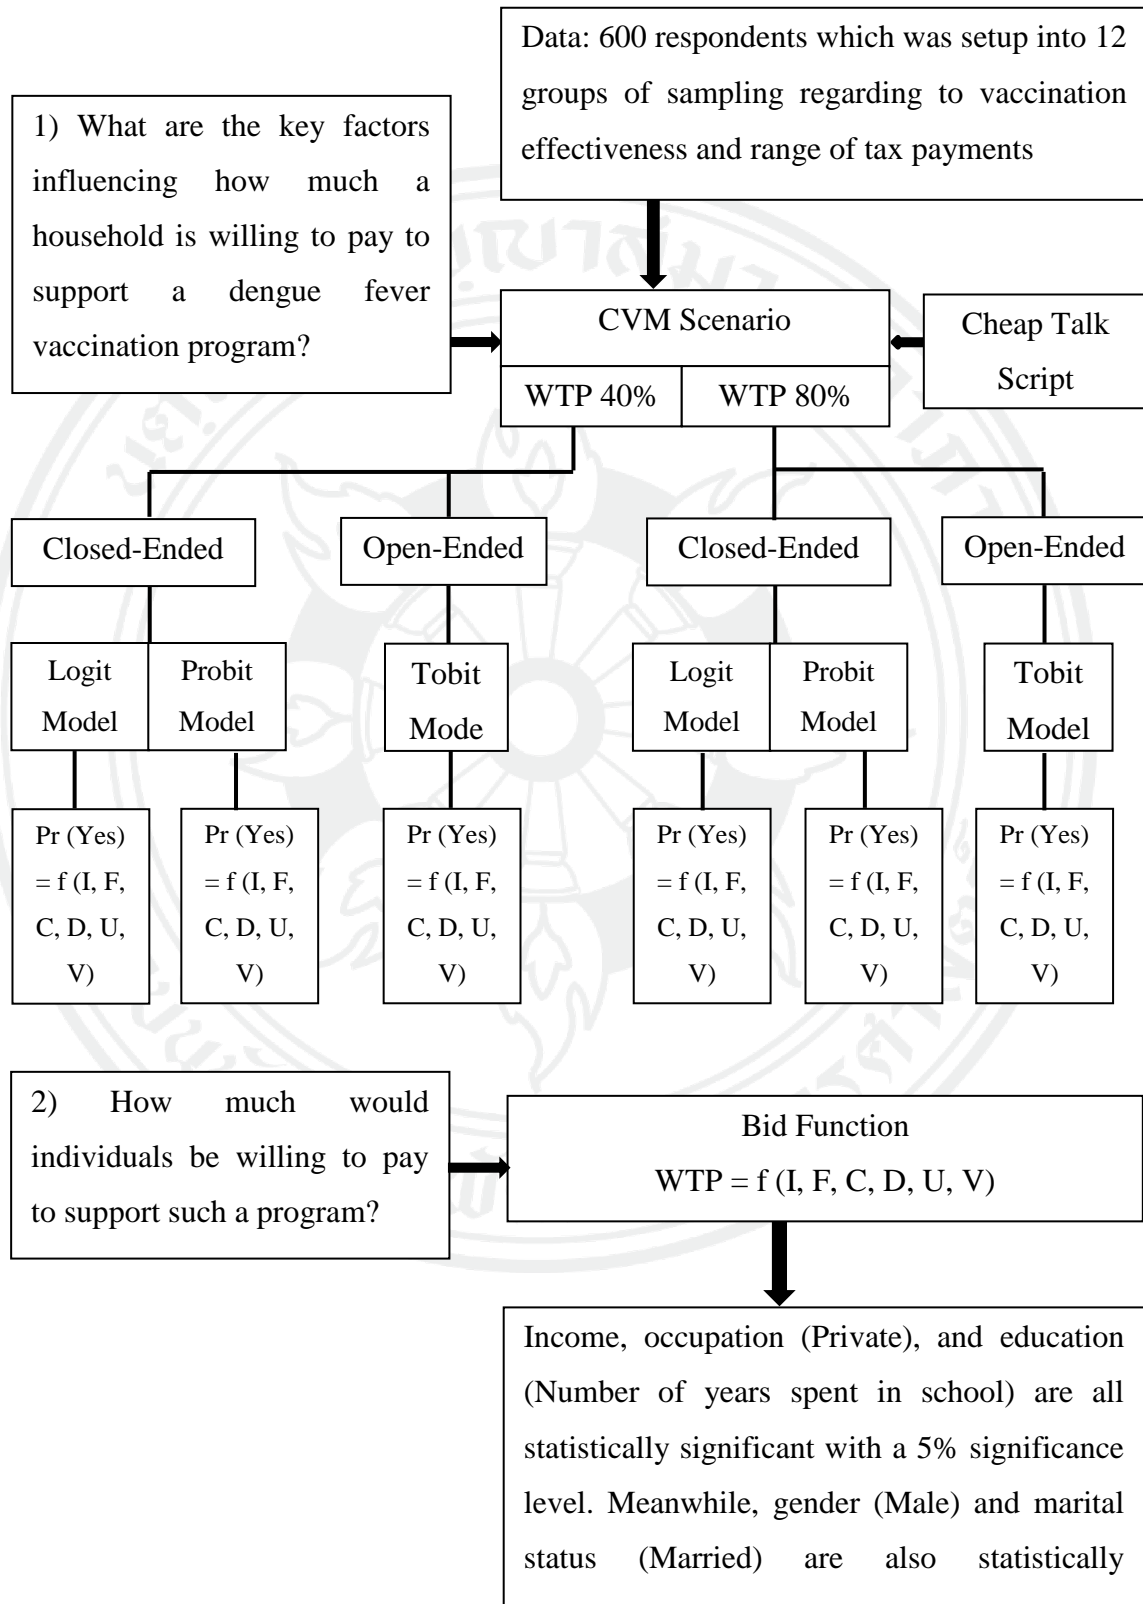 Data: 600 respondents which was setup into 12
groups of sampling regarding to vaccination
effectiveness and range of tax payments
1) What are the key factors
influencing how much a
household is willing to pay to
support a dengue fever
vaccination program?
CVM Scenario
WTP 40%
WTP 80%
Cheap Talk
Script
Closed-Ended
Open-Ended
Closed-Ended
Open-Ended
Logit
Model
Probit
Model
Tobit
Mode
Logit
Model
Probit
Model
Tobit
Model
Pr (Yes)
= f (I, F,
C, D, U,
V)
Pr (Yes)
= f (I, F,
C, D, U,
V)
Pr (Yes)
= f (I, F,
C, D, U,
V)
Pr (Yes)
= f (I, F,
C, D, U,
V)
Pr (Yes)
= f (I, F,
C, D, U,
V)
Pr (Yes)
= f (I, F,
C, D, U,
V)
2) How much would
individuals be willing to pay
to support such a program?
Bid Function
WTP = f (I, F, C, D, U, V)
Income, occupation (Private), and education
(Number of years spent in school) are all
statistically significant with a 5% significance
level. Meanwhile, gender (Male) and marital
status (Married) are also statistically